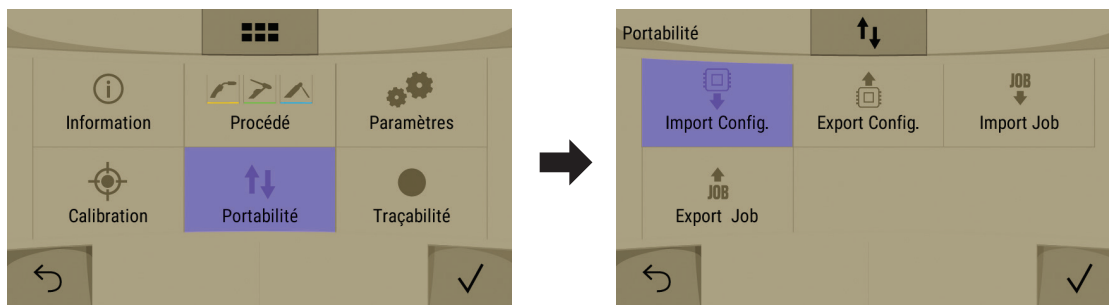 Information
Procédé
Paramètres
Calibration
Portabilité
Traçabilité
Portabilité
JOB
Import Config.
Export Config.
Import Job
JOB
Export Job